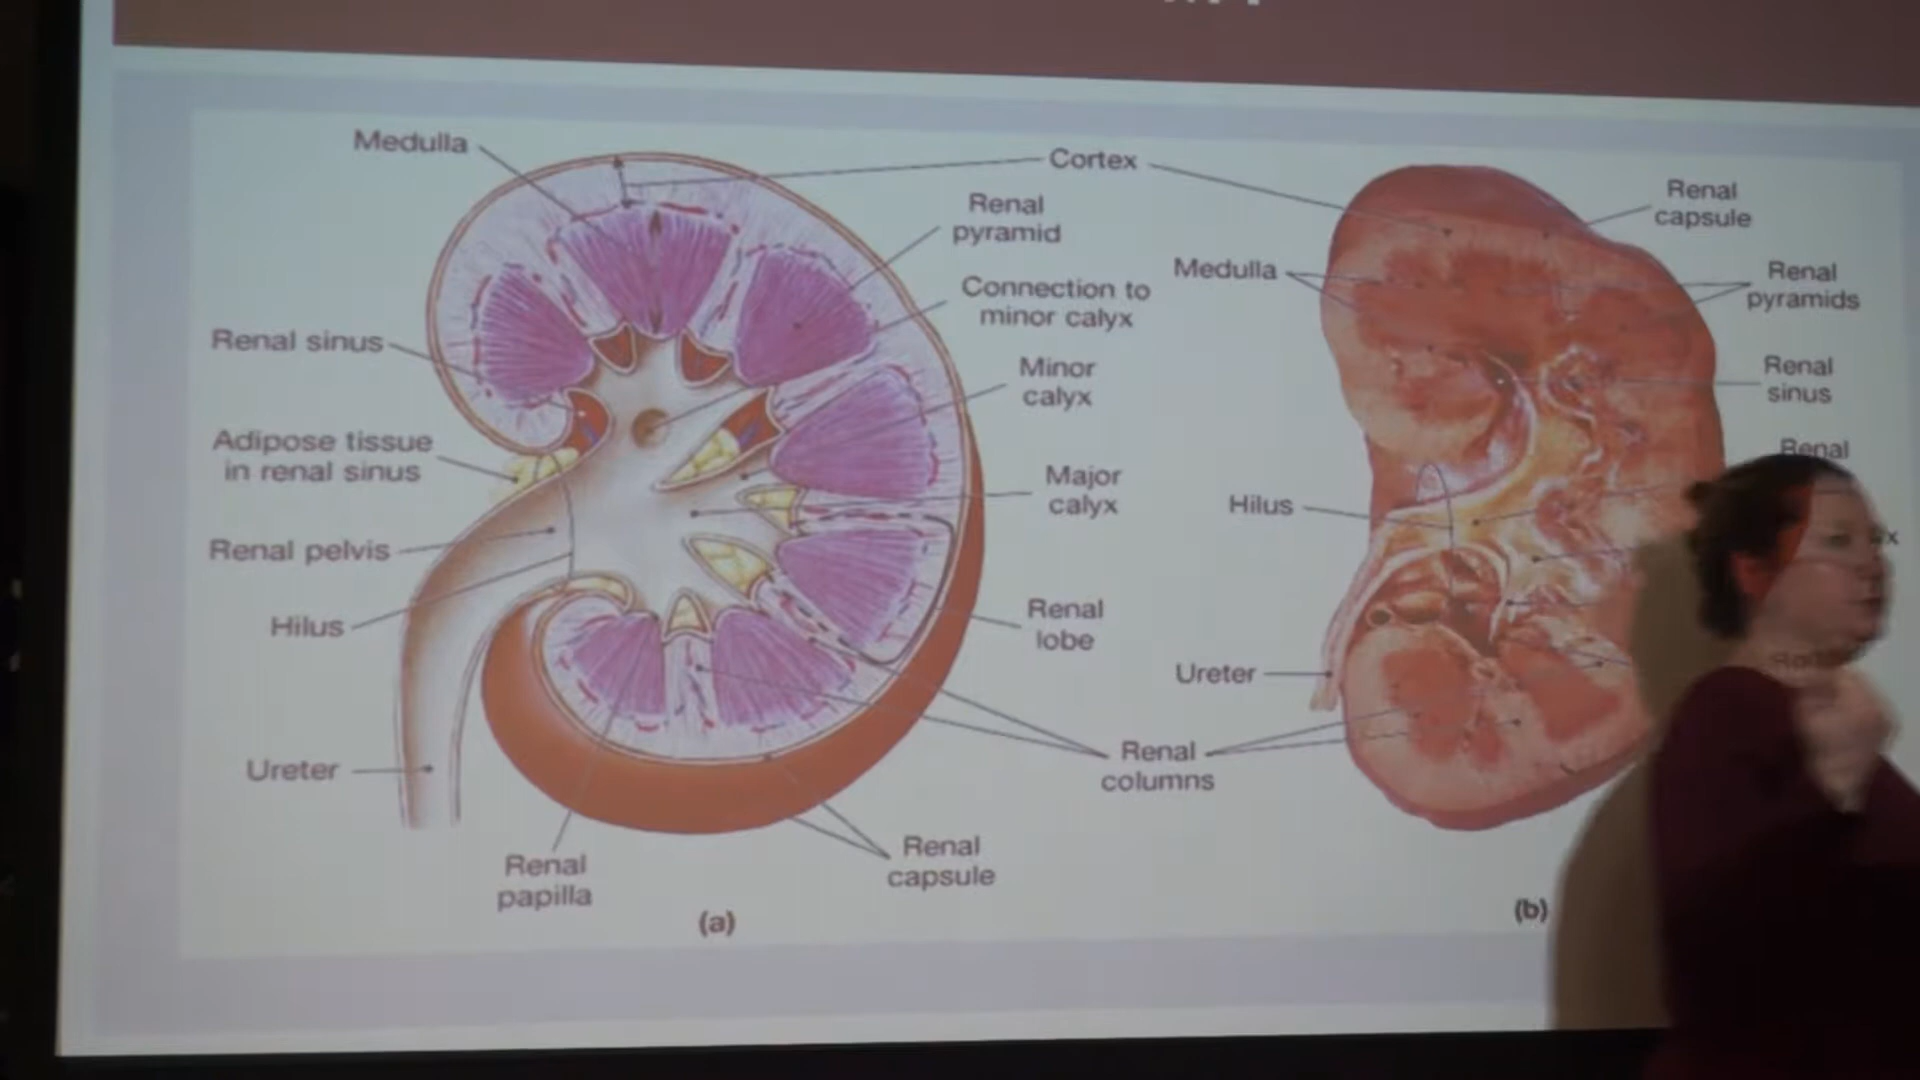 Medulla
Cortex
Renal
pyramid
Connection to
minor calyx
Renal sinus
Minor
calyx
Adipose tissue
in renal sinus
Major
calyx
Renal pelvis
Hilus
Renal
lobe
Ureter
Renal
columns
Renal
papilla
Renal
capsule
(a)
Renal
capsule
Medulla
Renal
pyramids
Renal
sinus
Renal
Hilus
Ureter
(b)